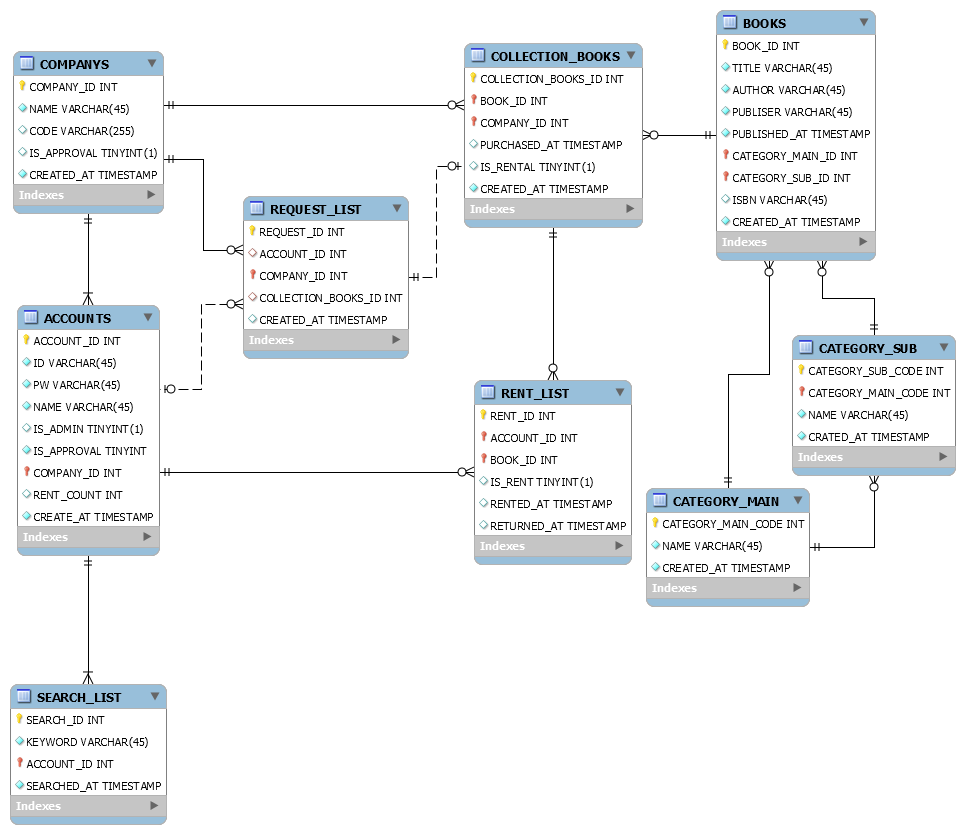 COMPANYS
COMPANY_ID INT
NAME VARCHAR(45)
CODE VARCHAR(255)
IS_APPROVAL TINYINT(1)
CREATED_AT TIMESTAMP
Indexes
REQUEST_LIST
REQUEST_ID INT
ACCOUNT_ID INT
COMPANY_ID INT
COLLECTION_BOOKS_ID INT
CREATED_AT TIMESTAMP
Indexes
COLLECTION_BOOKS
COLLECTION_BOOKS_ID INT
BOOK_ID INT
COMPANY_ID INT
PURCHASED_AT TIMESTAMP
IS_RENTAL TINYINT(1)
CREATED_AT TIMESTAMP
Indexes
BOOKS
BOOK_ID INT
TITLE VARCHAR(45)
AUTHOR VARCHAR(45)
PUBLISER VARCHAR(45)
PUBLISHED_AT TIMESTAMP
CATEGORY_MAIN_ID INT
CATEGORY_SUB_ID INT
ISBN VARCHAR(45)
CREATED_AT TIMESTAMP
Indexes
ACCOUNTS
ACCOUNT_ID INT
ID VARCHAR(45)
PW VARCHAR(45)
NAME VARCHAR(45)
IS_ADMIN TINYINT(1)
IS_APPROVAL TINYINT
COMPANY_ID INT
RENT_COUNT INT
CREATE_AT TIMESTAMP
Indexes
RENT_LIST
RENT_ID INT
ACCOUNT_ID INT
BOOK_ID INT
IS_RENT TINYINT(1)
RENTED_AT TIMESTAMP
RETURNED_AT TIMESTAMP
Indexes
CATEGORY_SUB
CATEGORY_SUB_CODE INT
CATEGORY_MAIN_CODE INT
NAME VARCHAR(45)
CRATED_AT TIMESTAMP
Indexes
CATEGORY_MAIN
CATEGORY_MAIN_CODE INT
NAME VARCHAR(45)
CREATED_AT TIMESTAMP
Indexes
SEARCH_LIST
SEARCH_ID INT
KEYWORD VARCHAR(45)
ACCOUNT_ID INT
SEARCHED_AT TIMESTAMP
Indexes